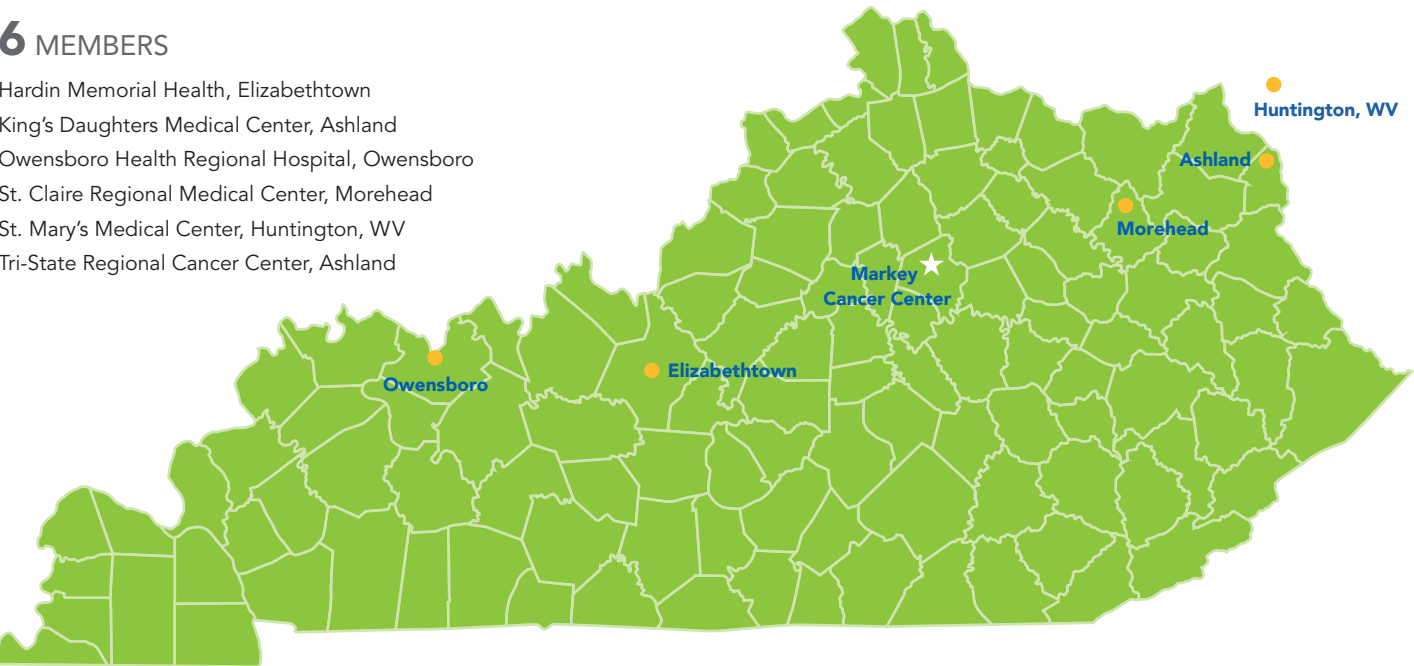 6 MEMBERS
Hardin Memorial Health, Elizabethtown
King's Daughters Medical Center, Ashland
Owensboro Health Regional Hospital, Owensboro
St. Claire Regional Medical Center, Morehead
St. Mary's Medical Center, Huntington, WV
Tri-State Regional Cancer Center, Ashland
Huntington, WV
Ashland
Morehead
Markey
Cancer Center
Elizabethtown
Owensboro